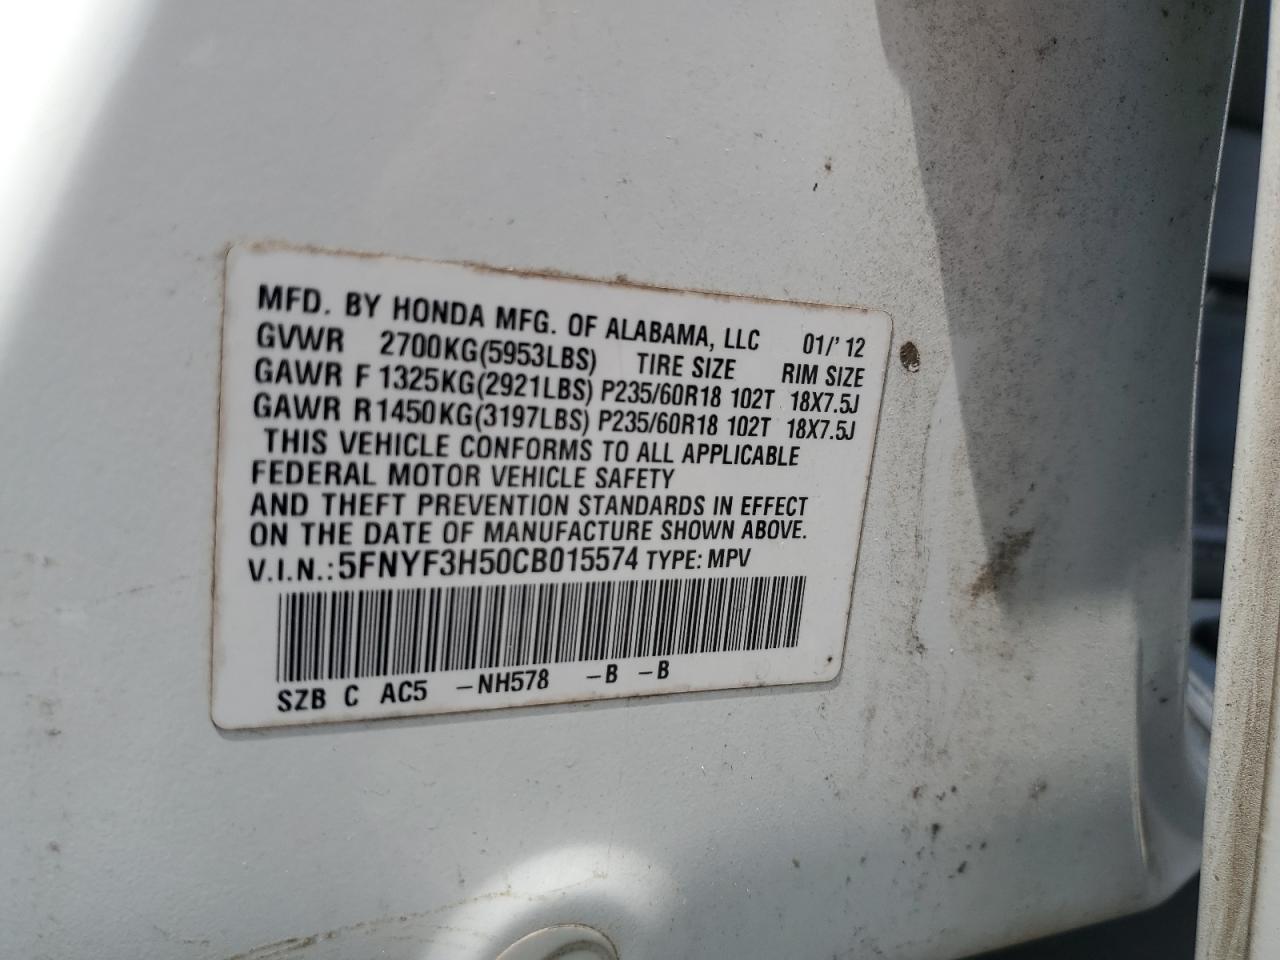 MFD. BY HONDA MFG. OF ALABAMA, LLC 01/'12
GVWR 2700KG(5953LBS) TIRE SIZE RIM SIZE
GAWR F 1325KG(2921LBS) P235/60R18 102T 18X7.5J
GAWR R 1450KG(3197LBS) P235/60R18 102T 18X7.5J
THIS VEHICLE CONFORMS TO ALL APPLICABLE
FEDERAL MOTOR VEHICLE SAFETY
AND THEFT PREVENTION STANDARDS IN EFFECT
ON THE DATE OF MANUFACTURE SHOWN ABOVE.
V.I.N.:5FNYF3H50CB015574 TYPE: MPV
SZB C AC5 -NH578 -B -B